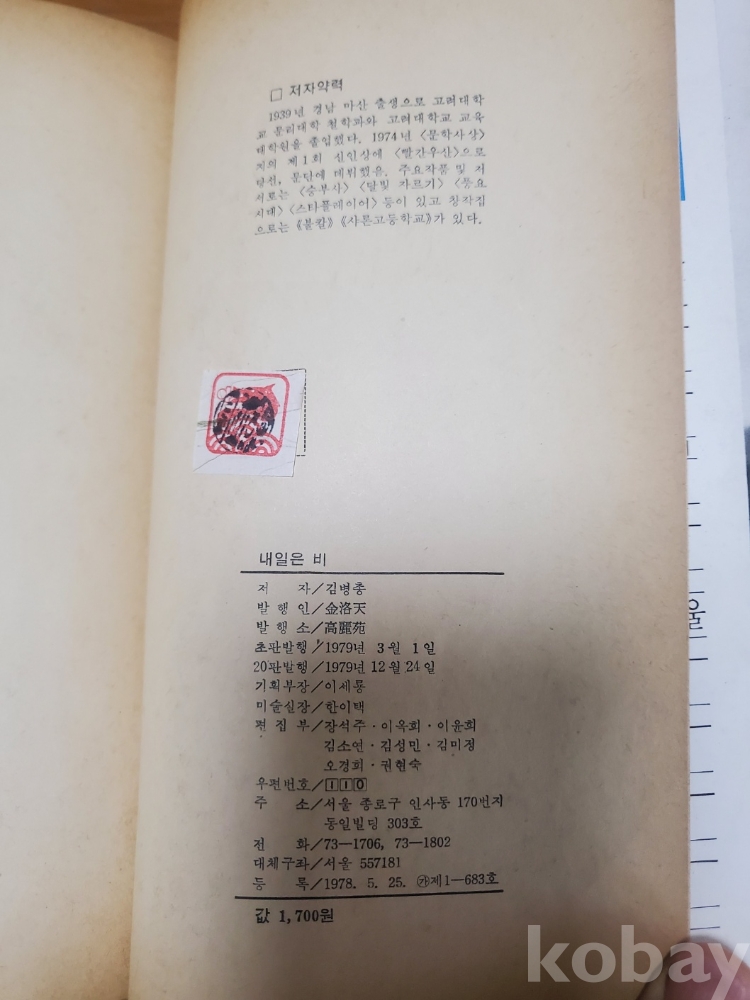 □ 저자약력
1939년 경남 마산 출생으로 고려대학
교 문리대학 철학과와 고려대학교 교육
대학원을 졸업했다. 1974년 〈문학사상〉
지의 제1회 신인상에 〈빨간우산〉으로
당선, 문단에 데뷔했음. 주요작품 및 저
서로는 〈승부사〉〈달빛 자르기〉〈풋요
시대〉〈스타플레이어〉등이 있고 창작집
으로는 《불칼》《사론고등학교》가 있다.
내일은 비
저 자/김병총
발 행 인/金洛天
발 행 소/高麗苑
초판발행/1979년 3월 1일
20판발행/1979년 12월 24일
기획부장/이세룡
미술실장/한이택
편 집 부/장석주·이옥희·이윤희
김소연·김성민·김미정
오경희·권현숙
우편번호/110
주 소/서울 종로구 인사동 170번지
동일빌딩 303호
전 화/73—1706, 73—1802
대체구좌/서울 557181
등 록/1978. 5. 25. ㉮제1—683호
값 1,700원
울
kobay